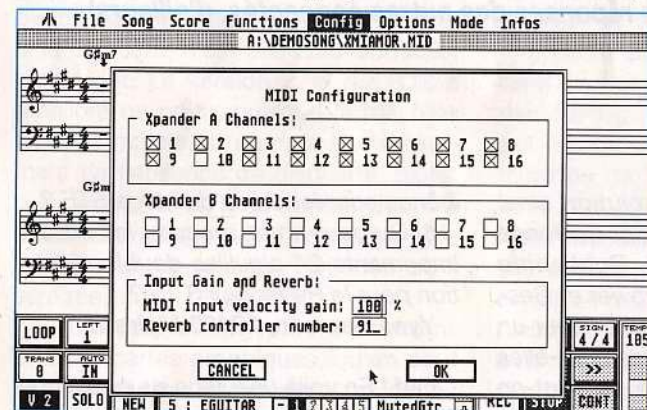 File Song Score Functions Config Options Mode Infos
A:\DEMOSONG\XMIAMOR.MID
G#m7
MIDI Configuration
Xpander A Channels:
1 2 3 4 5 6 7 8
9 10 11 12 13 14 15 16
G#m
Xpander B Channels:
1 2 3 4 5 6 7 8
9 10 11 12 13 14 15 16
Input Gain and Reverb:
MIDI input velocity gain: 100 %
Reverb controller number: 91_
CANCEL OK
LOOP LEFT 1 SIGN. 4/4 TEMP 105
TRANS 0 AUTO IN >>
V 2 SOLO NEW 5 : EGUITAR - 1 2 3 4 5 MutedGtr REC STOP CONT